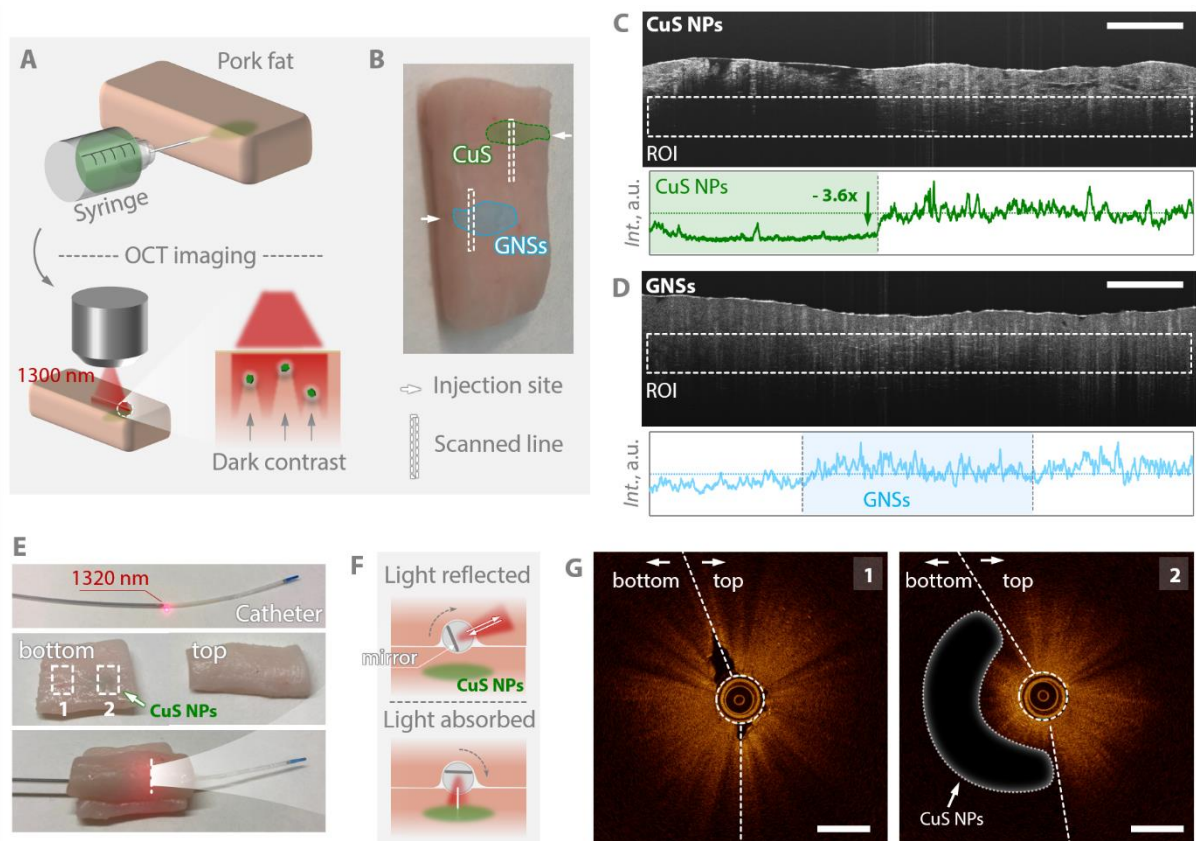 A
Pork fat
Syringe
OCT imaging
1300 nm
Dark contrast
B
CuS
GNSs
Injection site
Scanned line
C
CuS NPs
ROI
CuS NPs
- 3.6x
Int., a.u.
D
GNSs
ROI
Int., a.u.
GNSs
E
1320 nm
Catheter
bottom
top
1
2
CuS NPs
F
Light reflected
mirror
CuS NPs
Light absorbed
G
bottom
top
1
bottom
top
2
CuS NPs